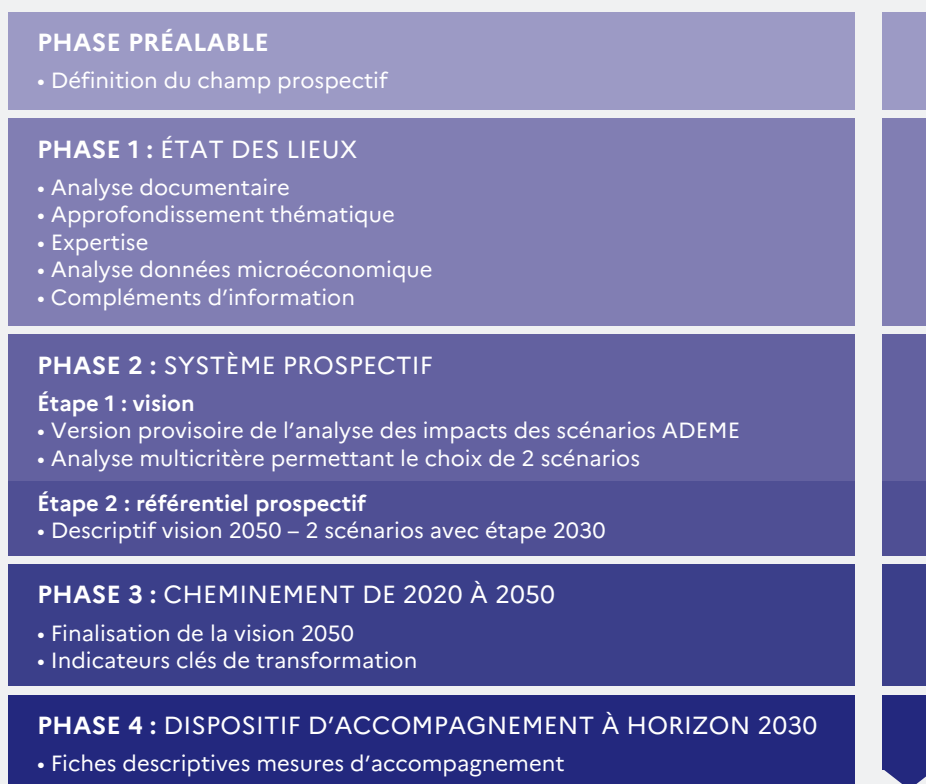 PHASE PRÉALABLE
• Définition du champ prospectif
PHASE 1 : ÉTAT DES LIEUX
• Analyse documentaire
• Approfondissement thématique
• Expertise
• Analyse données microéconomique
• Compléments d’information
PHASE 2 : SYSTÈME PROSPECTIF
Étape 1 : vision
• Version provisoire de l’analyse des impacts des scénarios ADEME
• Analyse multicritère permettant le choix de 2 scénarios
Étape 2 : référentiel prospectif
• Descriptif vision 2050 – 2 scénarios avec étape 2030
PHASE 3 : CHEMINEMENT DE 2020 À 2050
• Finalisation de la vision 2050
• Indicateurs clés de transformation
PHASE 4 : DISPOSITIF D’ACCOMPAGNEMENT À HORIZON 2030
• Fiches descriptives mesures d’accompagnement